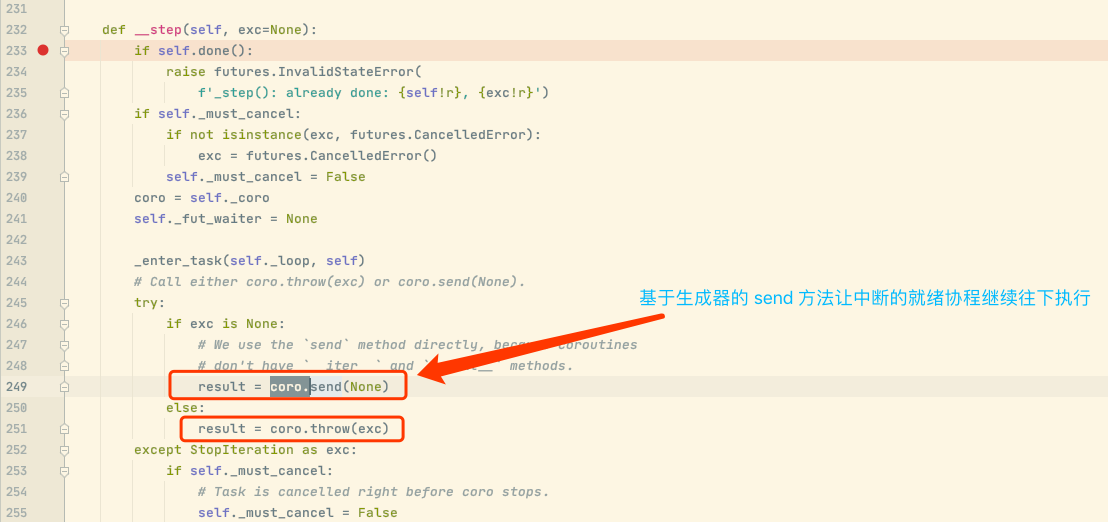 231
232 def __step(self, exc=None):
233 if self.done():
234 raise futures.InvalidStateError(
235 f'_step(): already done: {self!r}, {exc!r}')
236 if self._must_cancel:
237 if not isinstance(exc, futures.CancelledError):
238 exc = futures.CancelledError()
239 self._must_cancel = False
240 coro = self._coro
241 self._fut_waiter = None
242
243 _enter_task(self._loop, self)
244 # Call either coro.throw(exc) or coro.send(None).
245 try:
基于生成器的 send 方法让中断的就绪协程继续往下执行
246 if exc is None:
247 # We use the `send` method directly, coroutines
248 # don't have ` and ` methods.
249 result = coro.send(None)
250 else:
251 result = coro.throw(exc)
252 except StopIteration as exc:
253 if self._must_cancel:
254 # Task is cancelled right before coro stops.
255 self._must_cancel = False